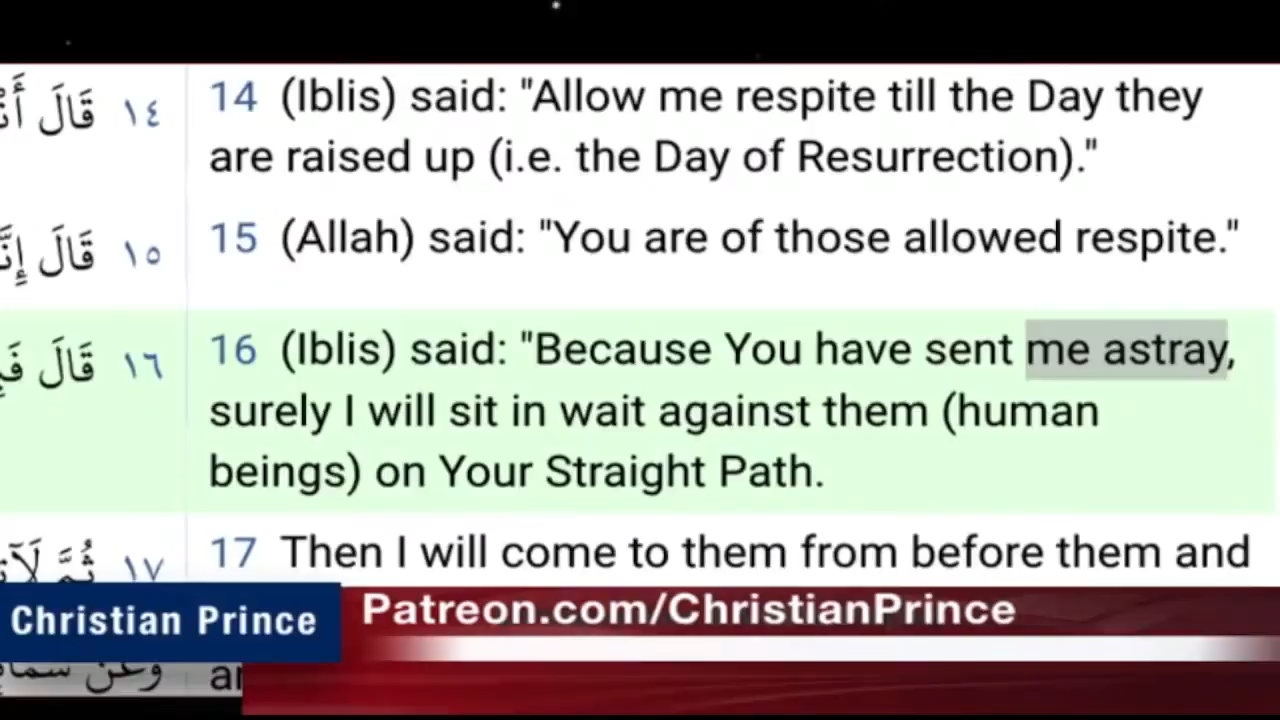 14 (Iblis) said: "Allow me respite till the Day they
are raised up (i.e. the Day of Resurrection)."
١٤ قَالَ
15 (Allah) said: "You are of those allowed respite."
١٥ قَالَ
16 (Iblis) said: "Because You have sent me astray,
surely I will sit in wait against them (human
beings) on Your Straight Path.
١٦ قَالَ
17 Then I will come to them from before them and
١٧ ثُمَّ
Christian Prince
Patreon.com/ChristianPrince